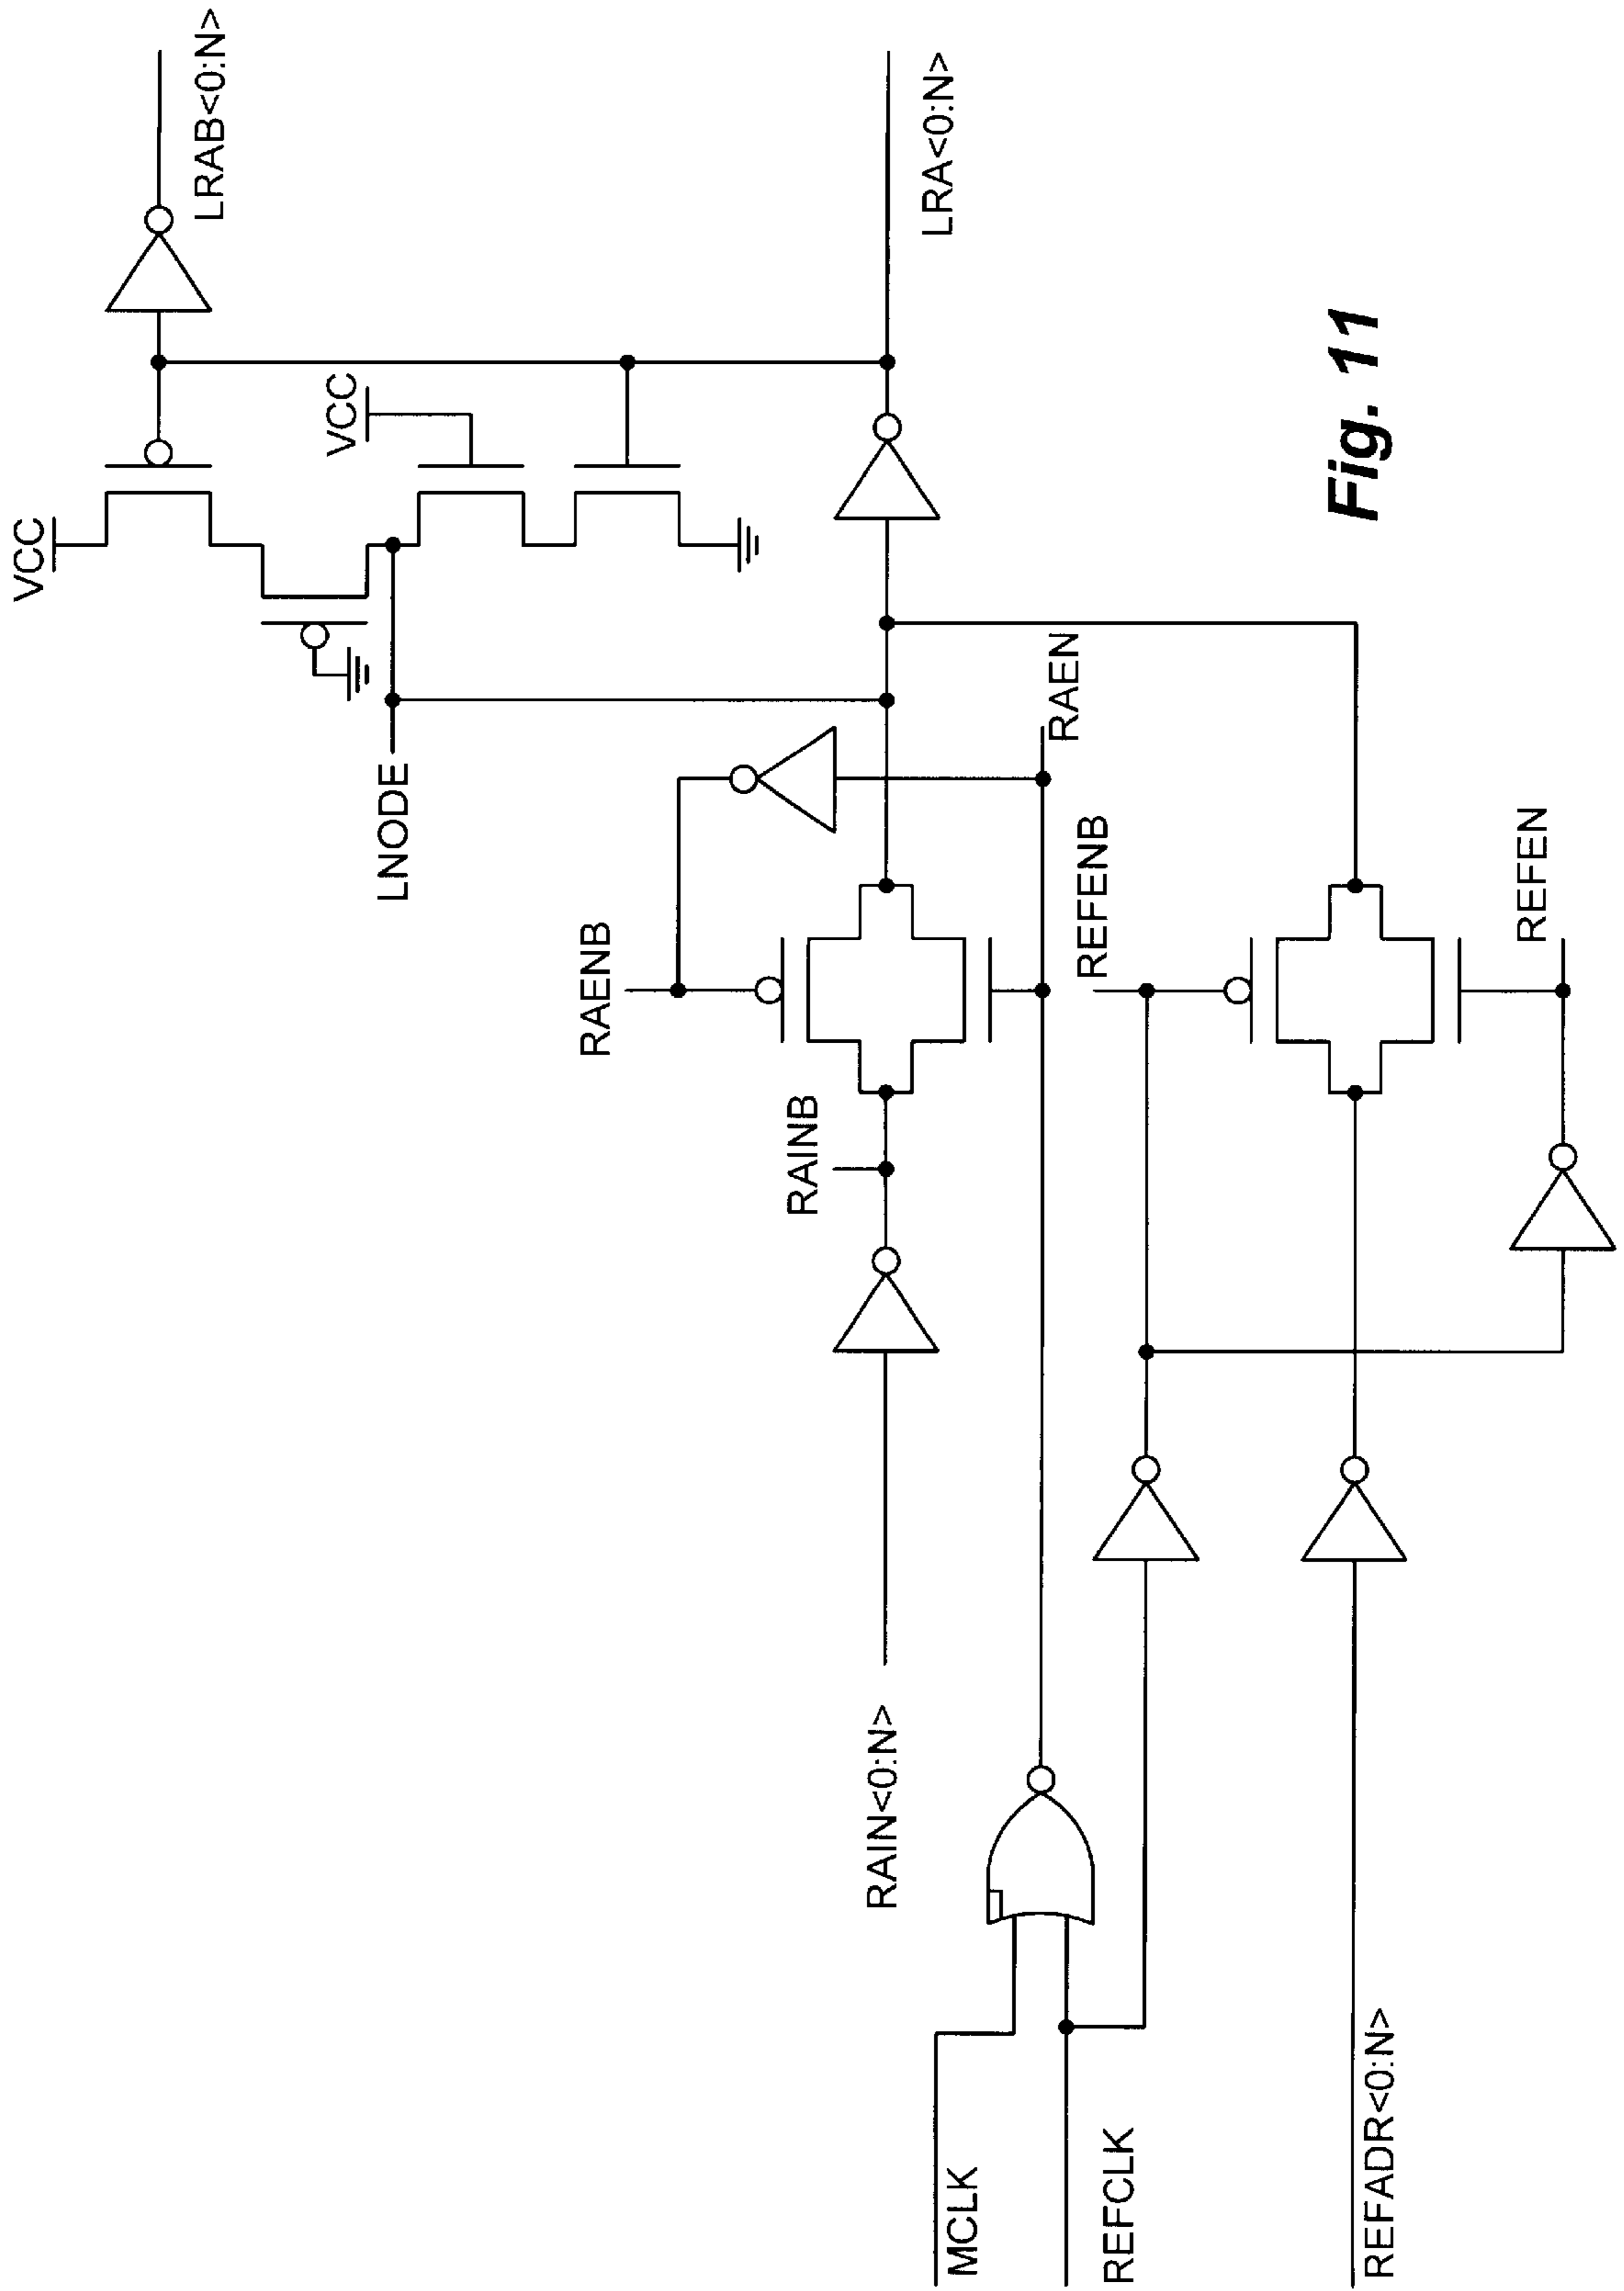 VCC
LRAB<0:N>
VCC
LNODE
RAENB
RAINB
RAIN<0:N>
LRA<0:N>
RAEN
MCLK
REFENB
REFCLK
REFEN
REFADR<0:N>
Fig. 11